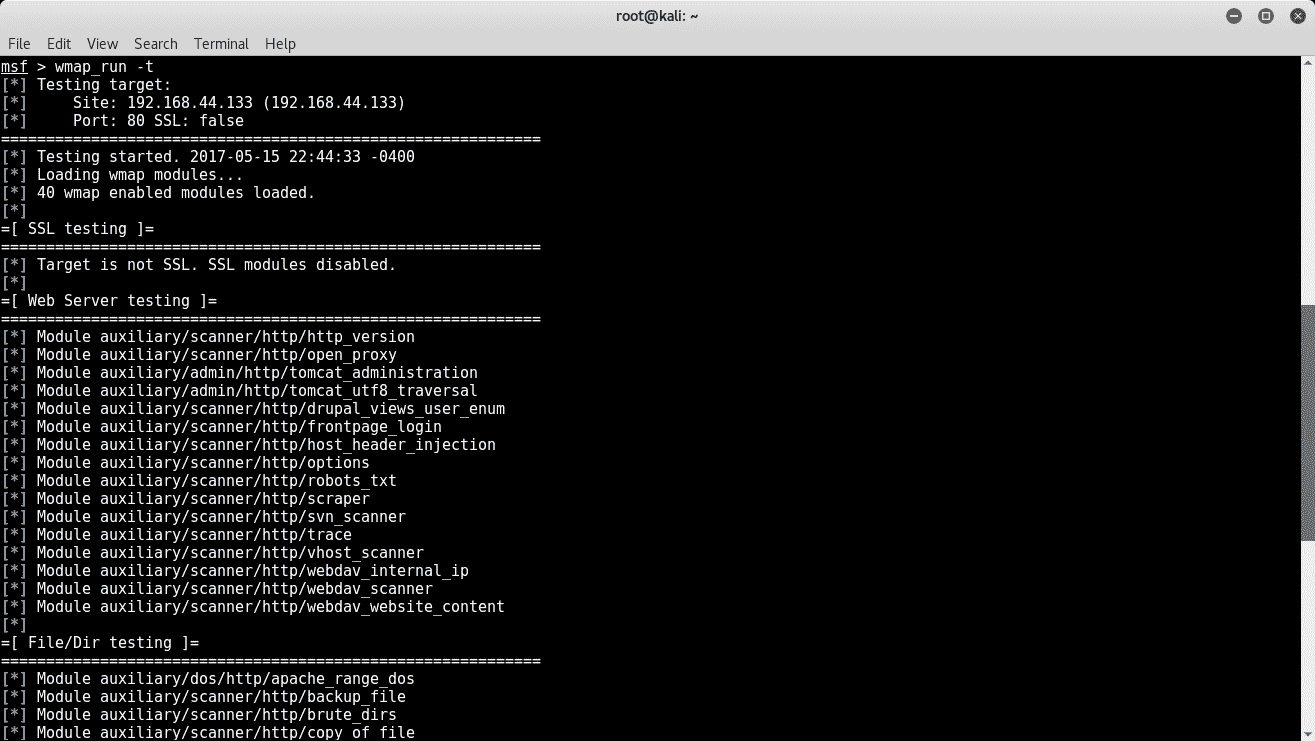 root@kali: ~
File Edit View Search Terminal Help
msf > wmap_run -t
[*] Testing target:
[*]     Site: 192.168.44.133 (192.168.44.133)
[*]     Port: 80 SSL: false
============================================================
[*] Testing started. 2017-05-15 22:44:33 -0400
[*] Loading wmap modules...
[*] 40 wmap enabled modules loaded.
[*]
=[ SSL testing ]=
============================================================
[*] Target is not SSL. SSL modules disabled.
[*]
=[ Web Server testing ]=
============================================================
[*] Module auxiliary/scanner/http/http_version
[*] Module auxiliary/scanner/http/open_proxy
[*] Module auxiliary/admin/http/tomcat_administration
[*] Module auxiliary/admin/http/tomcat_utf8_traversal
[*] Module auxiliary/scanner/http/drupal_views_user_enum
[*] Module auxiliary/scanner/http/frontpage_login
[*] Module auxiliary/scanner/http/host_header_injection
[*] Module auxiliary/scanner/http/options
[*] Module auxiliary/scanner/http/robots_txt
[*] Module auxiliary/scanner/http/scraper
[*] Module auxiliary/scanner/http/svn_scanner
[*] Module auxiliary/scanner/http/trace
[*] Module auxiliary/scanner/http/vhost_scanner
[*] Module auxiliary/scanner/http/webdav_internal_ip
[*] Module auxiliary/scanner/http/webdav_scanner
[*] Module auxiliary/scanner/http/webdav_website_content
[*]
=[ File/Dir testing ]=
============================================================
[*] Module auxiliary/dos/http/apache_range_dos
[*] Module auxiliary/scanner/http/backup_file
[*] Module auxiliary/scanner/http/brute_dirs
[*] Module auxiliary/scanner/http/copy_of_file